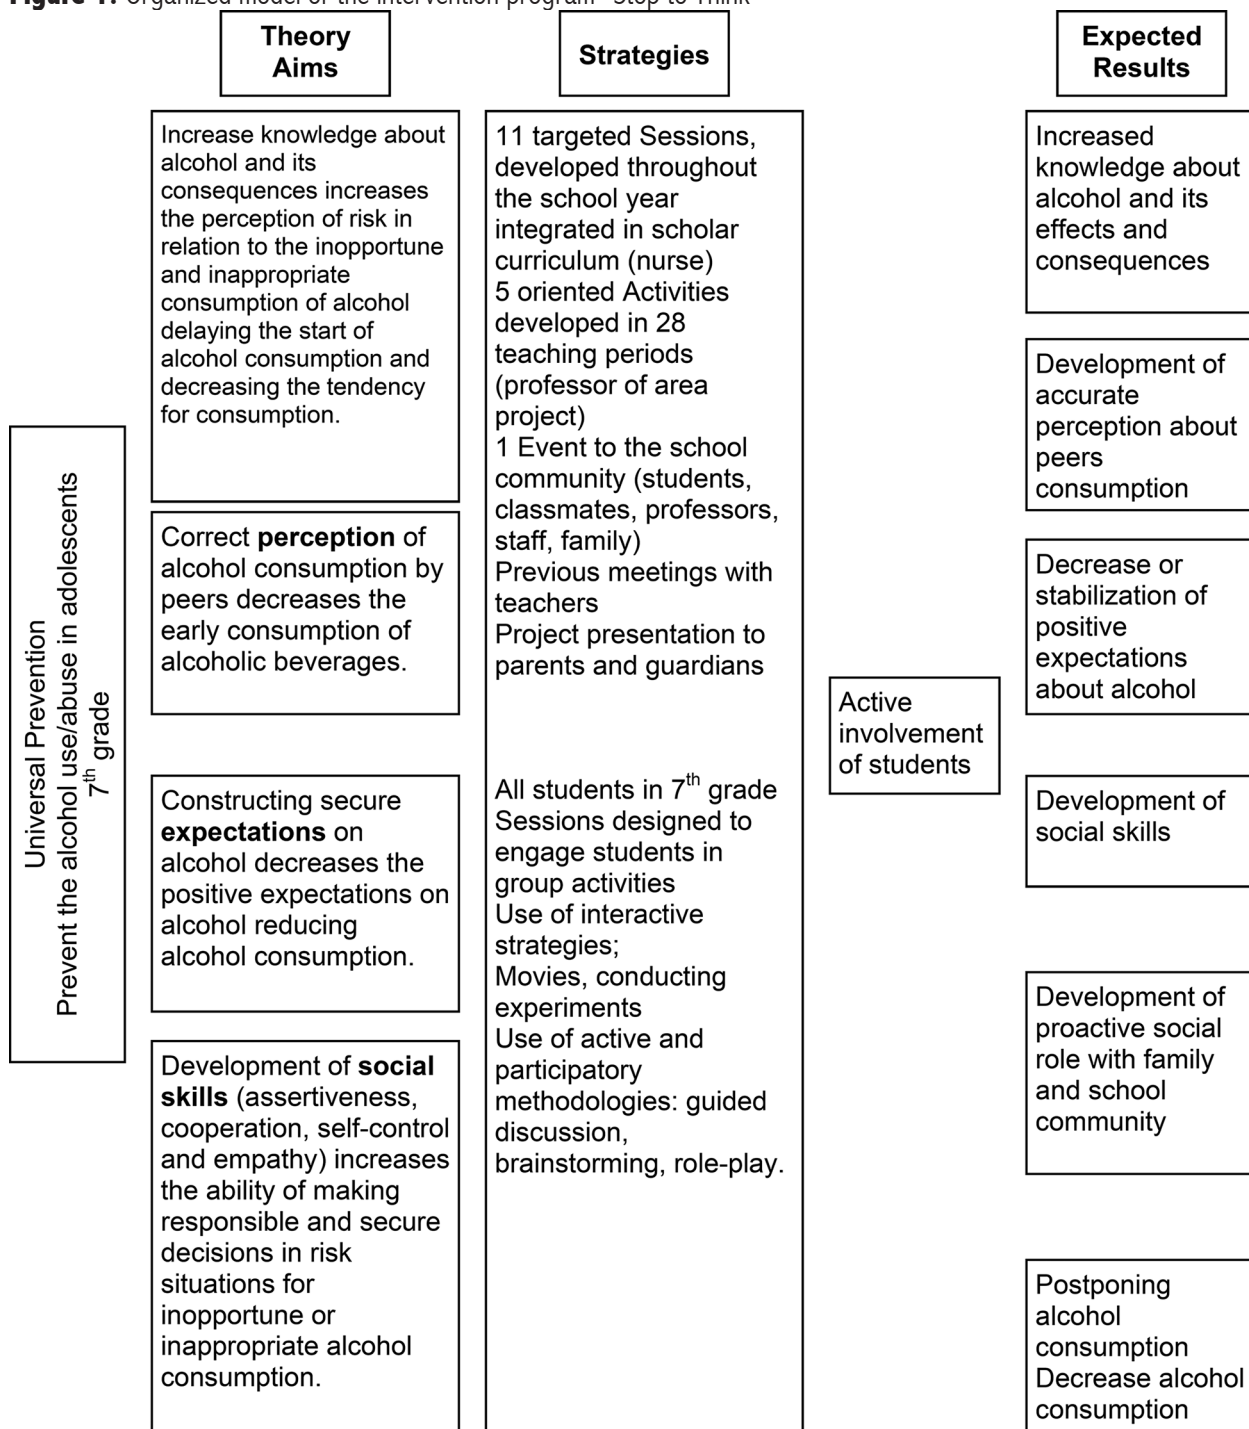 Figure 1. Organized model of the intervention program "Stop to Think"
Theory
Aims
Strategies
Expected
Results
Universal Prevention
Prevent the alcohol use/abuse in adolescents
7th grade
Increase knowledge about
alcohol and its
consequences increases
the perception of risk in
relation to the inopportune
and inappropriate
consumption of alcohol
delaying the start of
alcohol consumption and
decreasing the tendency
for consumption.
Correct perception of
alcohol consumption by
peers decreases the
early consumption of
alcoholic beverages.
Constructing secure
expectations on
alcohol decreases the
positive expectations on
alcohol reducing
alcohol consumption.
Development of social
skills (assertiveness,
cooperation, self-control
and empathy) increases
the ability of making
responsible and secure
decisions in risk
situations for
inopportune or
inappropriate alcohol
consumption.
11 targeted Sessions,
developed throughout
the school year
integrated in scholar
curriculum (nurse)
5 oriented Activities
developed in 28
teaching periods
(professor of area
project)
1 Event to the school
community (students,
classmates, professors,
staff, family)
Previous meetings with
teachers
Project presentation to
parents and guardians
All students in 7th grade
Sessions designed to
engage students in
group activities
Use of interactive
strategies;
Movies, conducting
experiments
Use of active and
participatory
methodologies: guided
discussion,
brainstorming, role-play.
Active
involvement
of students
Increased
knowledge about
alcohol and its
effects and
consequences
Development of
accurate
perception about
peers
consumption
Decrease or
stabilization of
positive
expectations
about alcohol
Development of
social skills
Development of
proactive social
role with family
and school
community
Postponing
alcohol
consumption
Decrease alcohol
consumption